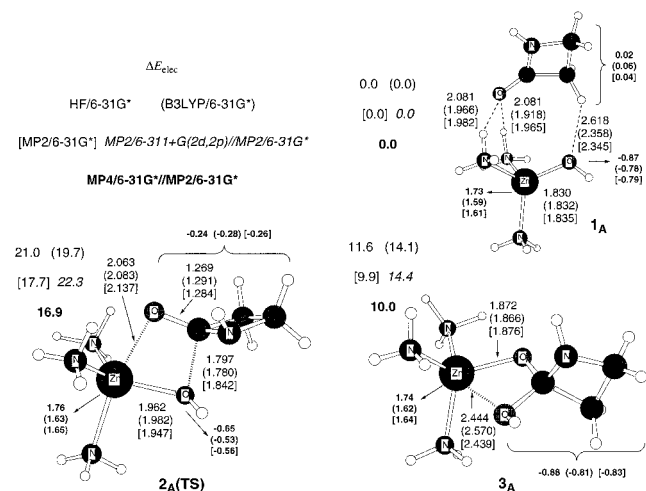 ΔE elec
HF/6-31G* (B3LYP/6-31G*)
[MP2/6-31G*] MP2/6-311+G(2d,2p)//MP2/6-31G*
MP4/6-31G*//MP2/6-31G*
0.0 (0.0)
[0.0] 0.0
0.0
N
O
2.081
(1.966)
[1.982]
2.081
(1.918)
[1.965]
0.02
(0.06)
[0.04]
2.618
(2.358)
[2.345]
N
N
O
-0.87
(-0.78)
[-0.79]
Zn
1.73
(1.59)
[1.61]
1.830
(1.832)
[1.835]
N
1A
21.0 (19.7)
[17.7] 22.3
16.9
-0.24 (-0.28) [-0.26]
2.063
(2.083)
[2.137]
1.269
(1.291)
[1.284]
O
N
N
N
1.797
(1.780)
[1.842]
Zn
O
1.76
(1.63)
[1.65]
1.962
(1.982)
[1.947]
-0.65
(-0.53)
[-0.56]
N
2A(TS)
11.6 (14.1)
[9.9] 14.4
10.0
1.872
(1.866)
[1.876]
N
N
O
N
Zn
1.74
(1.62)
[1.64]
2.444
(2.570)
[2.439]
O
N
-0.88 (-0.81) [-0.83]
3A